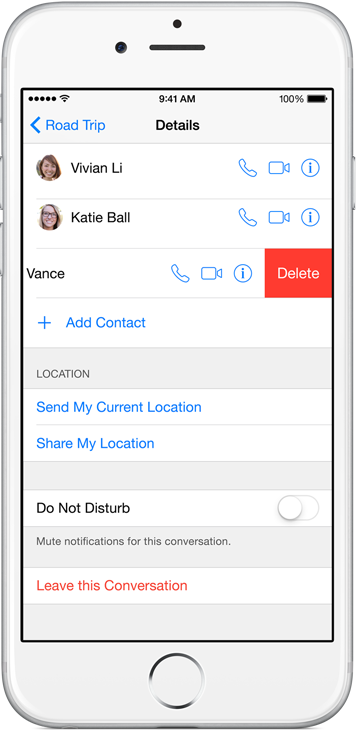 9:41 AM 100%
Road Trip Details
Vivian Li
Katie Ball
Vance Delete
Add Contact
LOCATION
Send My Current Location
Share My Location
Do Not Disturb
Mute notifications for this conversation.
Leave this Conversation